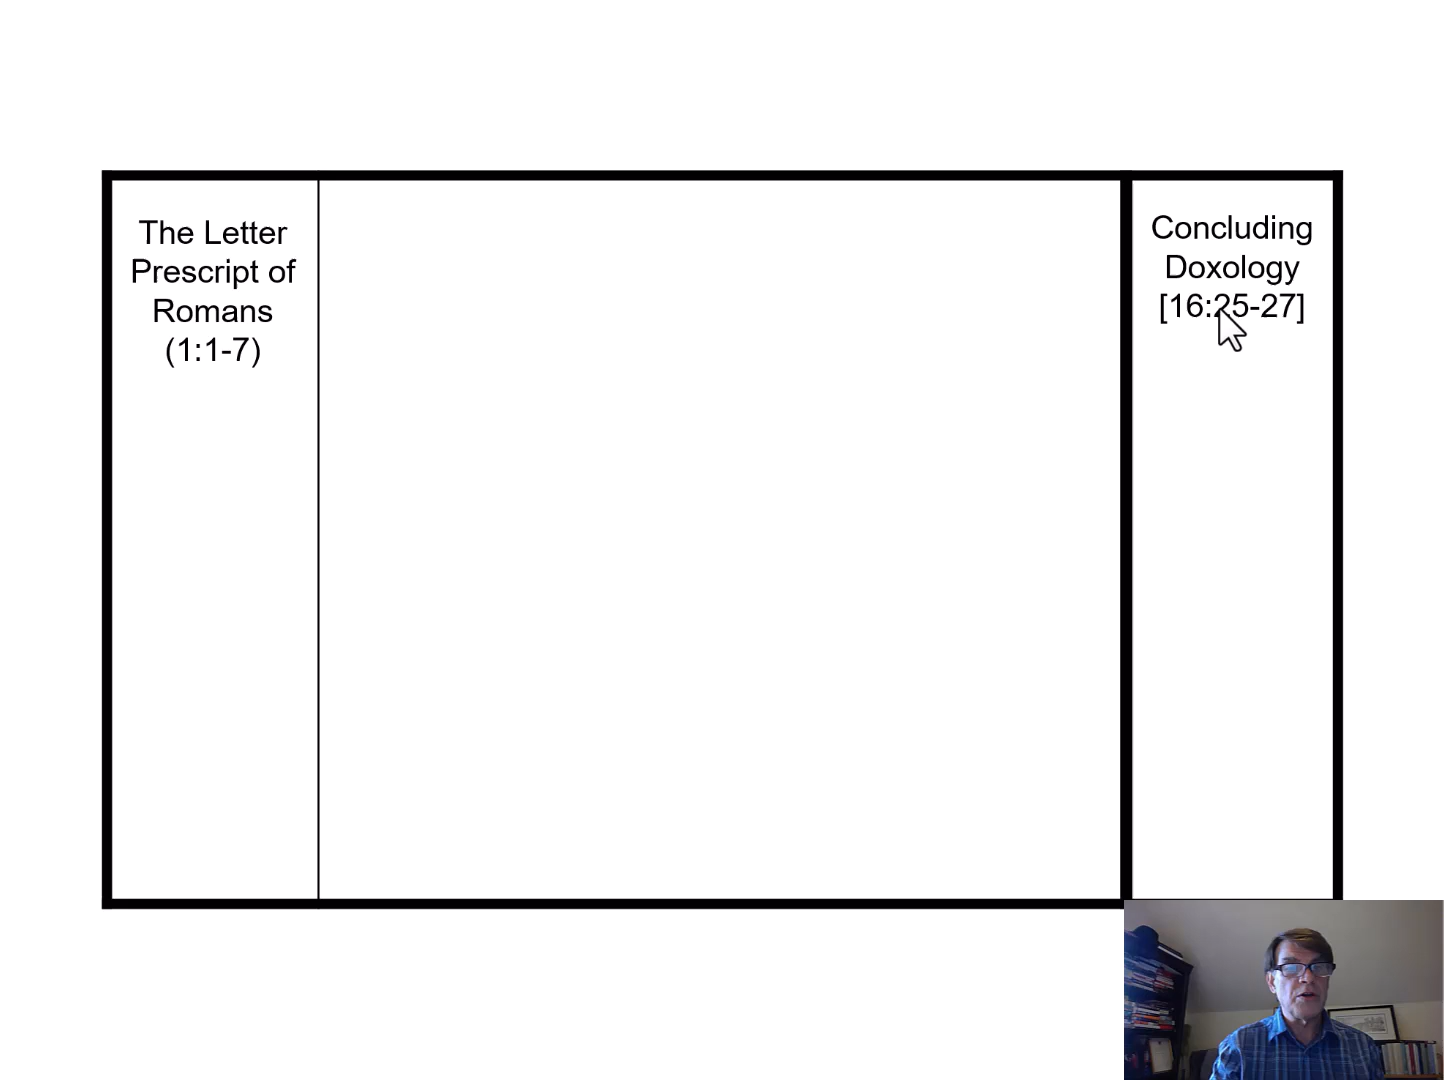 The Letter
Prescript of
Romans
(1:1-7)
Concluding
Doxology
[16:25-27]